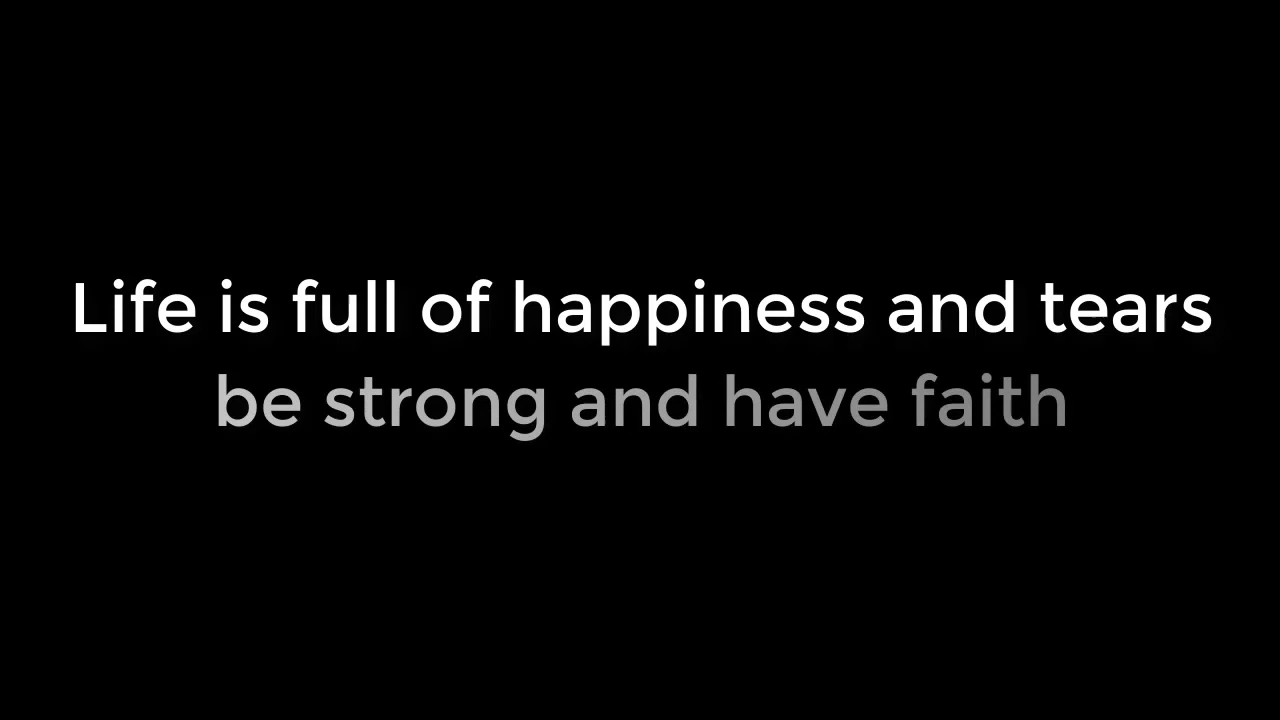 Life is full of happiness and tears
be strong and have faith